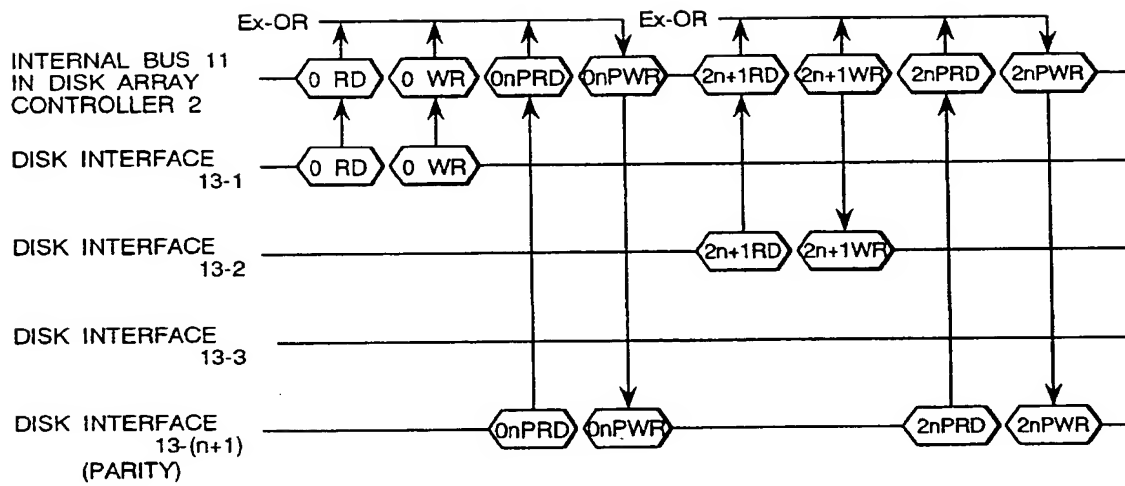 Ex-OR Ex-OR
INTERNAL BUS 11
IN DISK ARRAY
CONTROLLER 2
0 RD 0 WR 0nPRD 0nPWR 2n+1RD 2n+1WR 2nPRD 2nPWR
DISK INTERFACE
13-1
0 RD 0 WR
DISK INTERFACE
13-2
2n+1RD 2n+1WR
DISK INTERFACE
13-3
DISK INTERFACE
13-(n+1)
(PARITY)
0nPRD 0nPWR 2nPRD 2nPWR